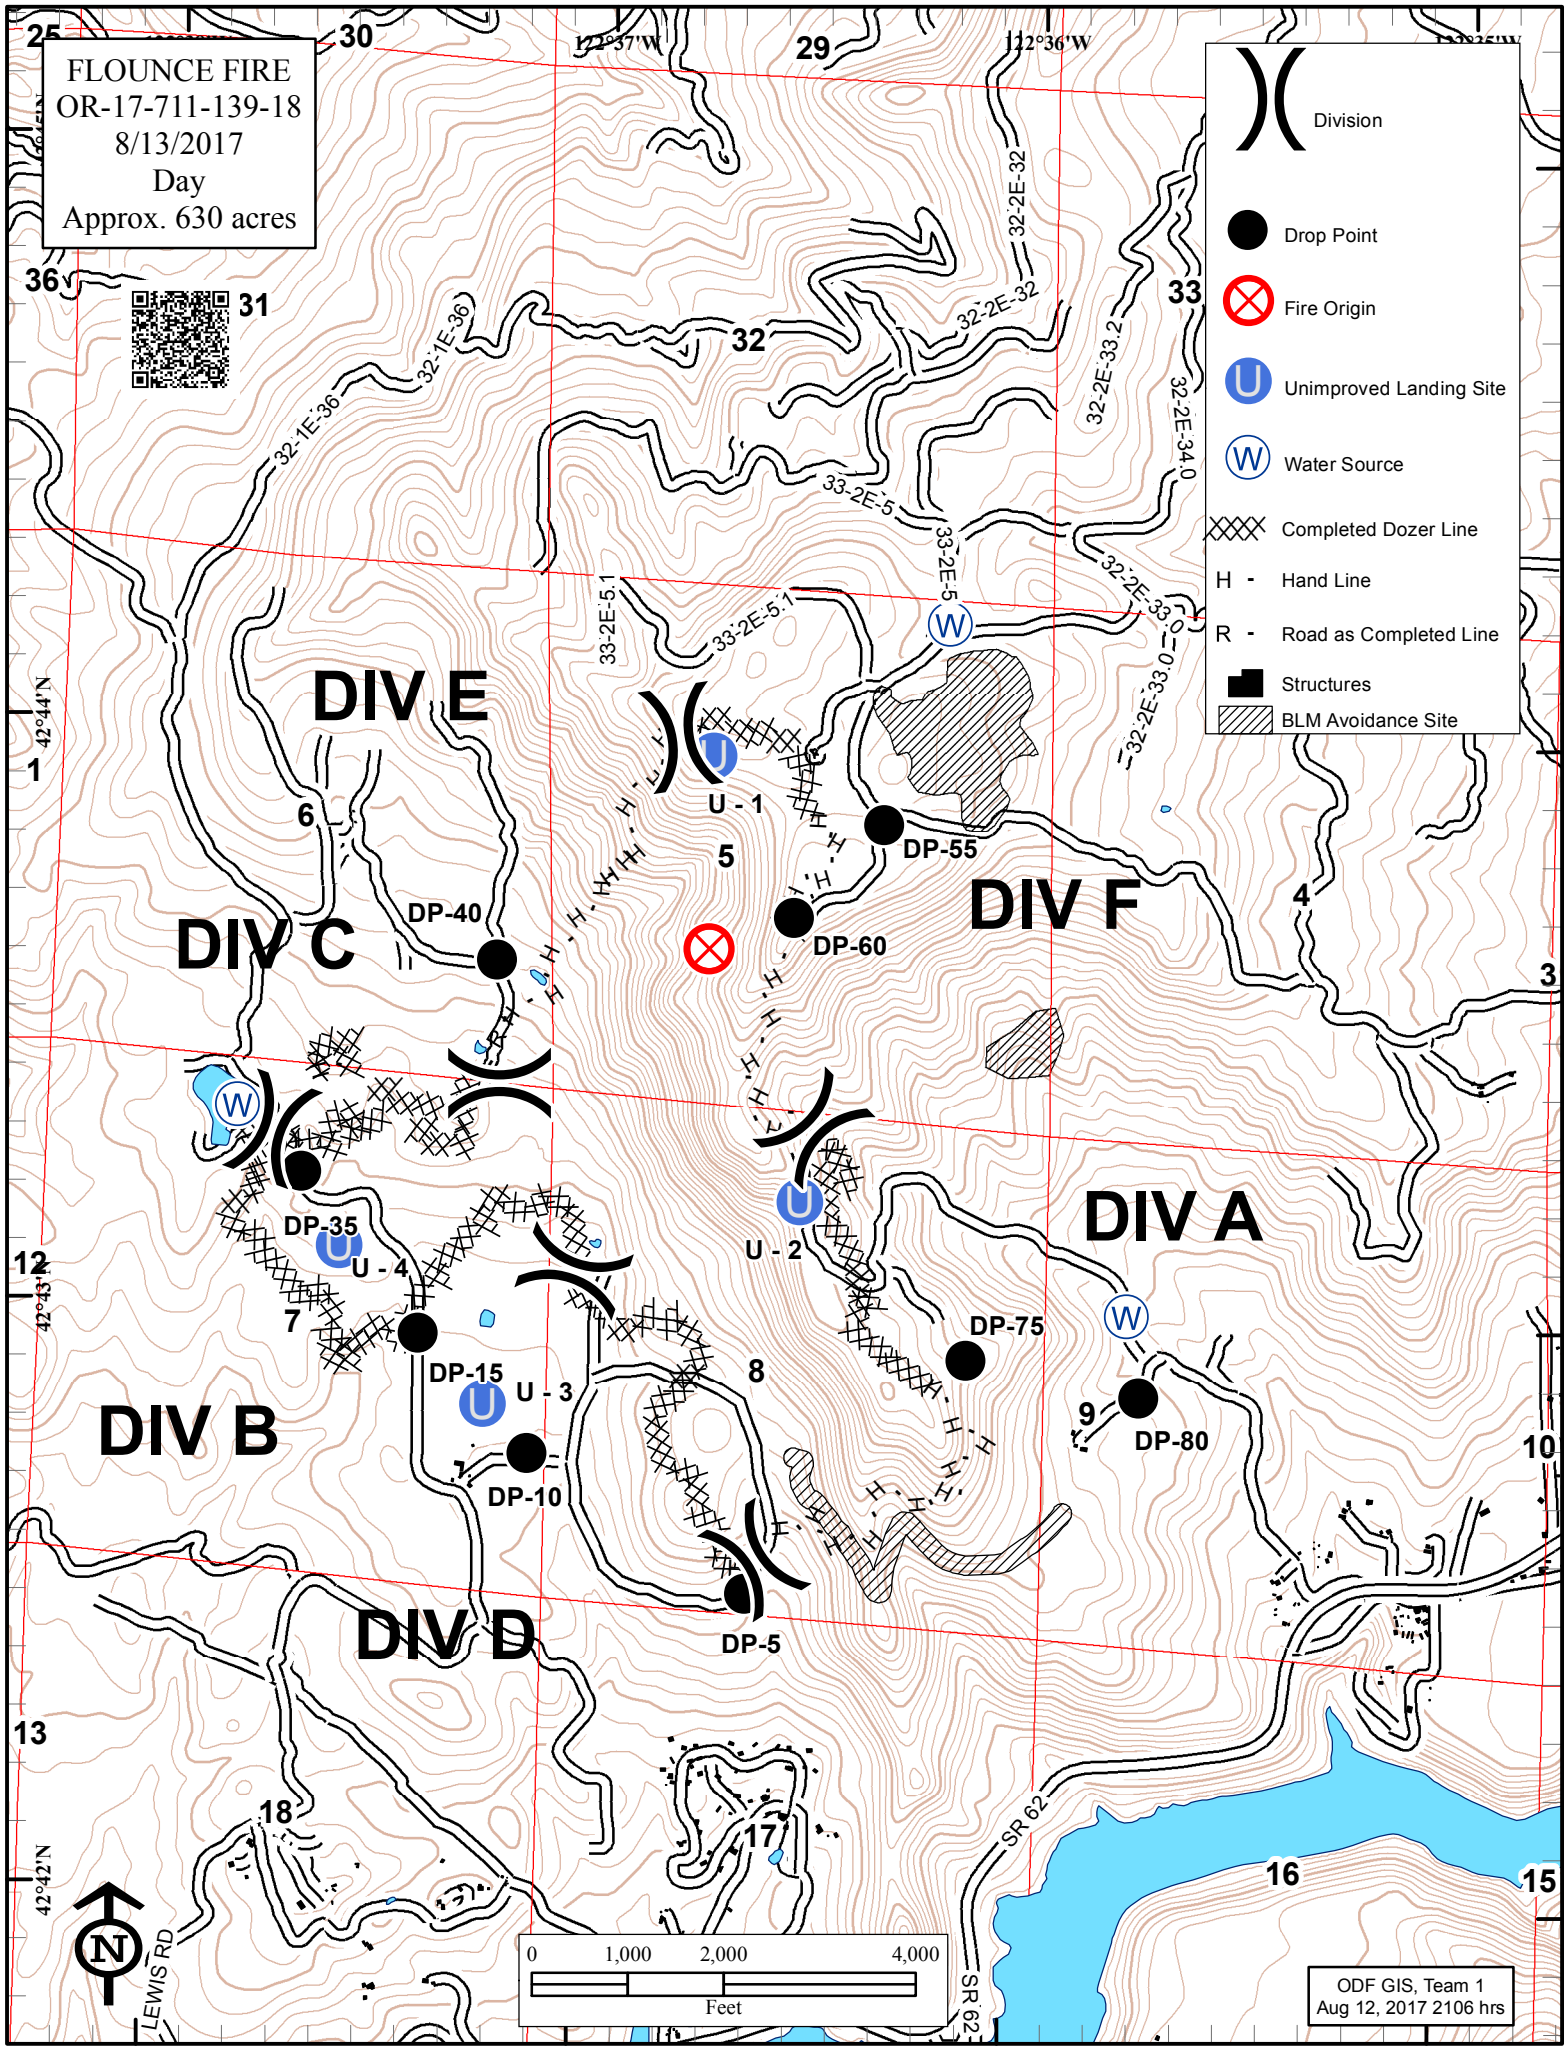 25
30
29
122°37'W
122°36'W
FLOUNCE FIRE
OR-17-711-139-18
8/13/2017
Day
Approx. 630 acres
Division
Drop Point
Fire Origin
U
Unimproved Landing Site
W
Water Source
Completed Dozer Line
H - Hand Line
R - Road as Completed Line
Structures
BLM Avoidance Site
36
31
32
33
32-2E-32
32-2E-32
32-1E-36
32-1E-36
32-2E-33.2
32-2E-34.0
33-2E-5
33-2E-5
32-2E-33.0
32-2E-33.0
33-2E-5.1
33-2E-5.1
W
DIV E
42°44'N
1
U
U - 1
6
5
DP-55
DIV F
4
DP-40
DIV C
DP-60
3
W
DP-35
U
U - 4
U
U - 2
DIV A
12
42°43'N
7
W
DP-75
DP-15
U
U - 3
8
9
DP-80
DIV B
10
DP-10
DIV D
DP-5
13
18
17
SR 62
16
15
42°42'N
N
LEWIS RD
0 1,000 2,000 4,000
Feet
SR 62
ODF GIS, Team 1
Aug 12, 2017 2106 hrs